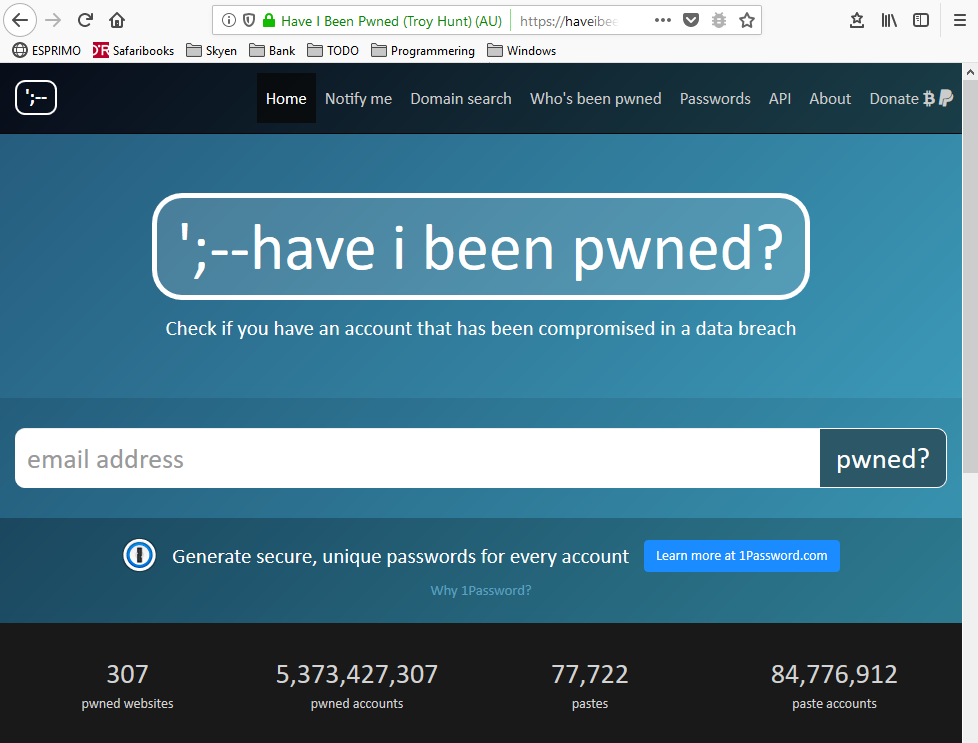 Have I Been Pwned (Troy Hunt) (AU) https://haveibee
ESPRIMO Safaribooks Skyen Bank TODO Programmering Windows
';-- Home Notify me Domain search Who's been pwned Passwords API About Donate
';--have i been pwned?
Check if you have an account that has been compromised in a data breach
email address pwned?
Generate secure, unique passwords for every account Learn more at 1Password.com
Why 1Password?
307 5,373,427,307 77,722 84,776,912
pwned websites pwned accounts pastes paste accounts